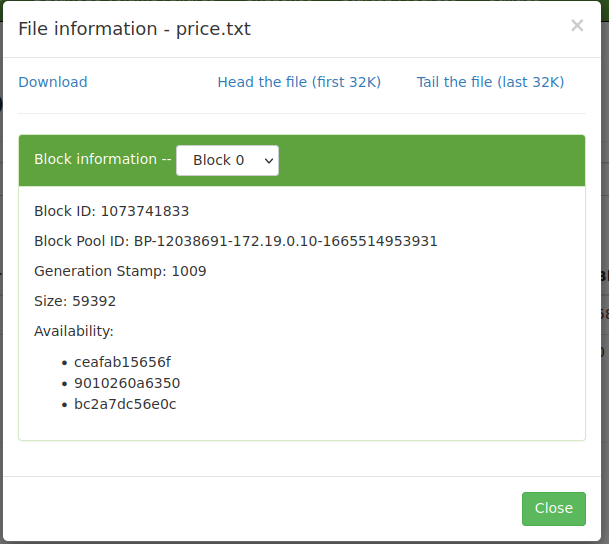 File information - price.txt
×
Download Head the file (first 32K) Tail the file (last 32K)
Block information -- Block 0
Block ID: 1073741833
Block Pool ID: BP-12038691-172.19.0.10-1665514953931
Generation Stamp: 1009
Size: 59392
Availability:
• ceafab15656f
• 9010260a6350
• bc2a7dc56e0c
Close